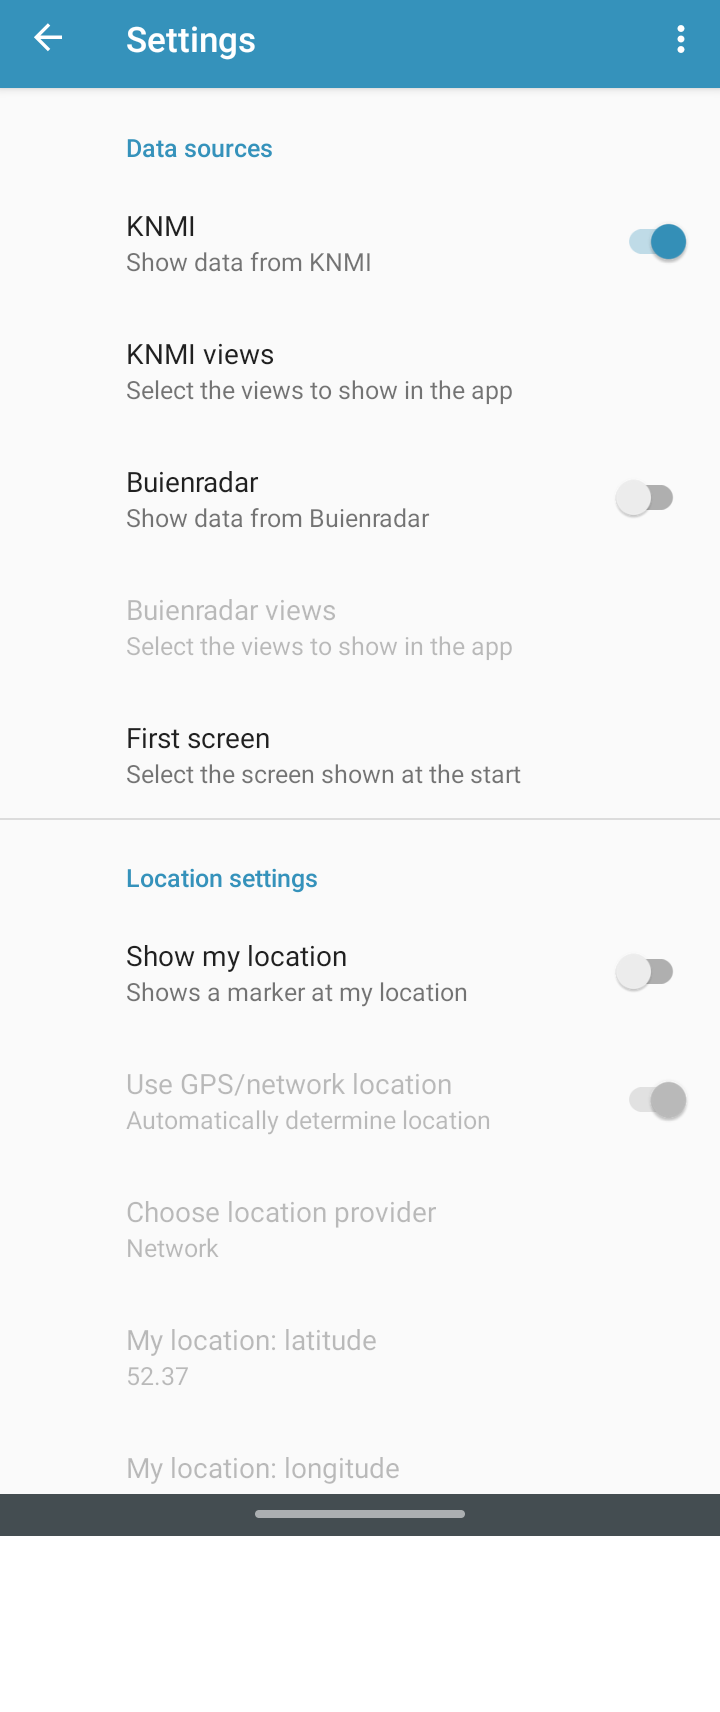 Settings
Data sources
KNMI
Show data from KNMI
KNMI views
Select the views to show in the app
Buienradar
Show data from Buienradar
Buienradar views
Select the views to show in the app
First screen
Select the screen shown at the start
Location settings
Show my location
Shows a marker at my location
Use GPS/network location
Automatically determine location
Choose location provider
Network
My location: latitude
52.37
My location: longitude